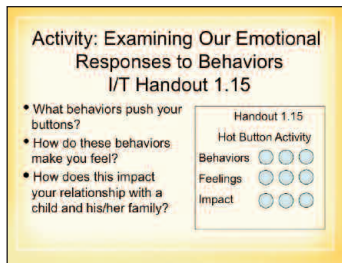 Activity: Examining Our Emotional
Responses to Behaviors
I/T Handout 1.15
• What behaviors push your
buttons?
• How do these behaviors
make you feel?
• How does this impact
your relationship with a
child and his/her family?
Handout 1.15
Hot Button Activity
Behaviors
Feelings
Impact